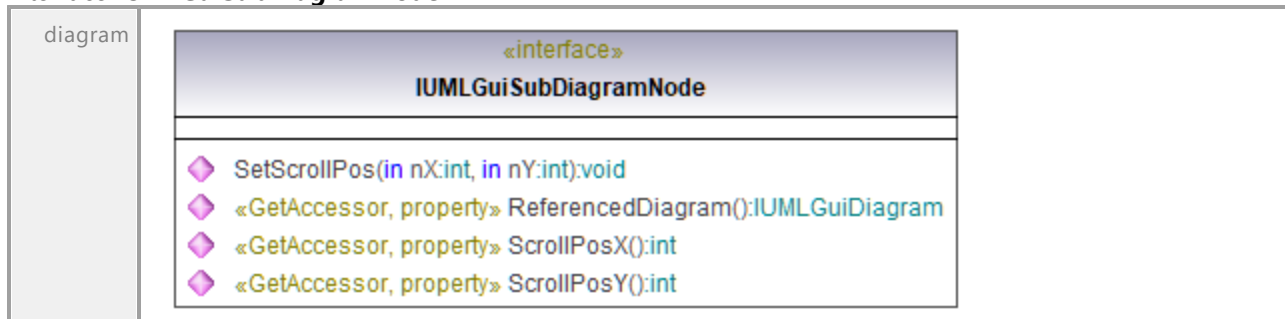 diagram
«interface»
IUMLGuiSubDiagramNode
SetScrollPos(in nX:int, in nY:int):void
«GetAccessor, property» ReferencedDiagram():IUMLGuiDiagram
«GetAccessor, property» ScrollPosX():int
«GetAccessor, property» ScrollPosY():int